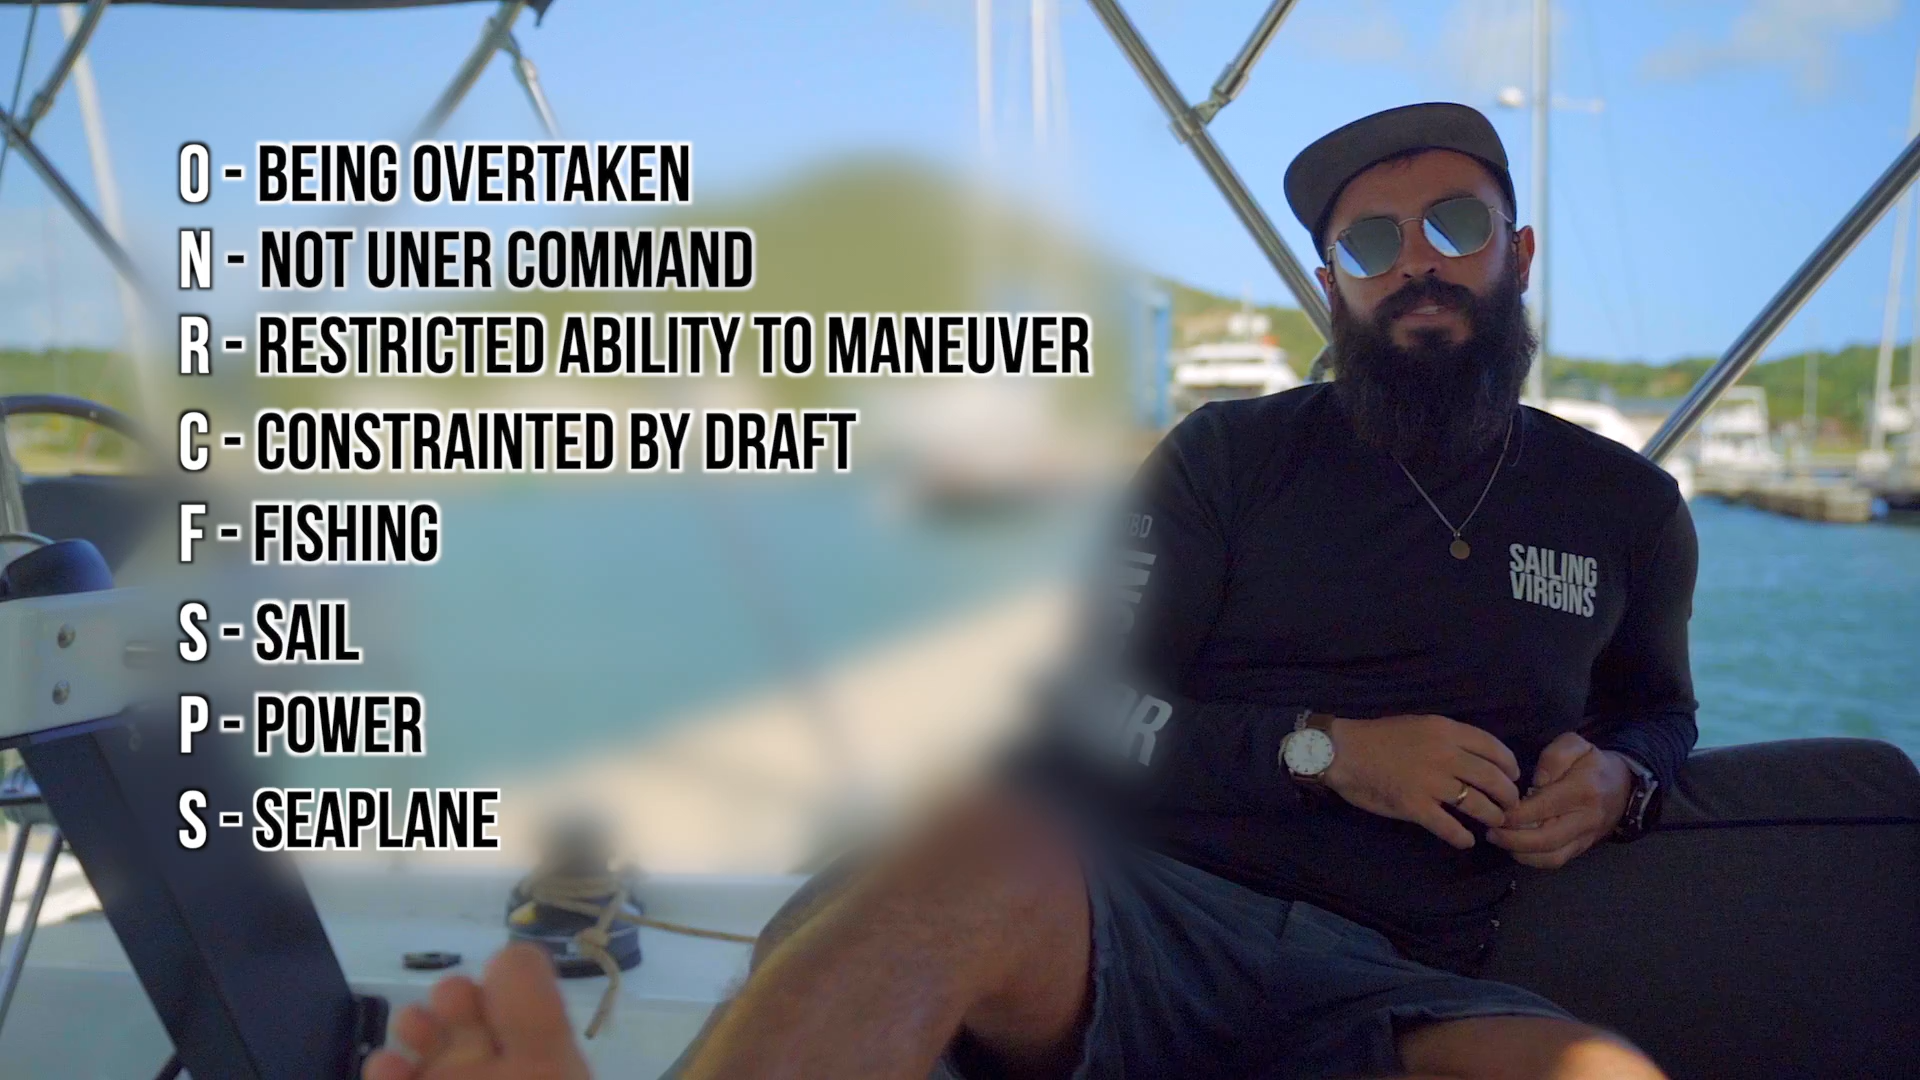 O - BEING OVERTAKEN
N - NOT UNER COMMAND
R - RESTRICTED ABILITY TO MANEUVER
C - CONSTRAINTED BY DRAFT
F - FISHING
S - SAIL
P - POWER
S - SEAPLANE
SAILING
VIRGINS